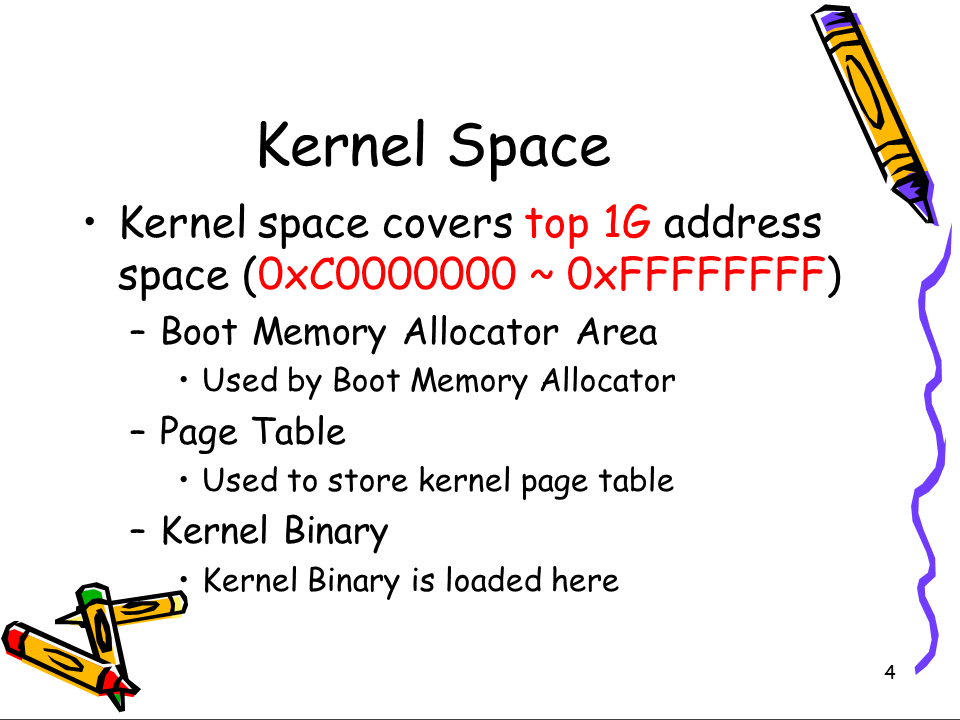 Kernel Space
• Kernel space covers top 1G address
space (0xC0000000 ~ 0xFFFFFFFF)
– Boot Memory Allocator Area
• Used by Boot Memory Allocator
– Page Table
• Used to store kernel page table
– Kernel Binary
• Kernel Binary is loaded here
4